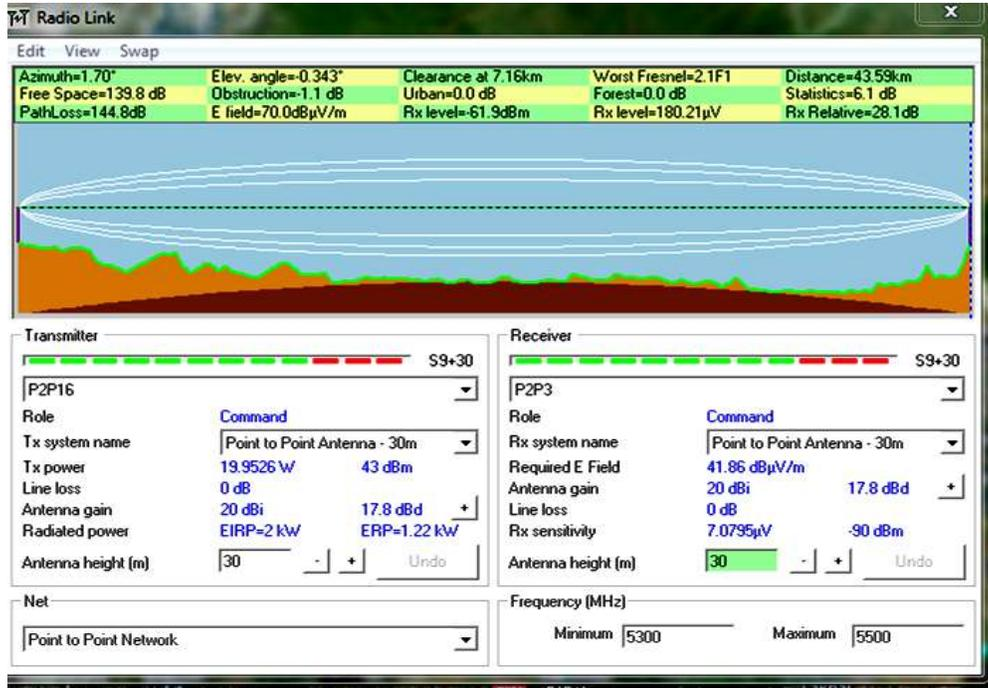 Radio Link
Edit View Swap
Azimuth=1.70° Elev. angle=-0.343° Clearance at 7.16km Worst Fresnel=2.1F1 Distance=43.59km
Free Space=139.8 dB Obstruction=-1.1 dB Urban=0.0 dB Forest=0.0 dB Statistics=6.1 dB
PathLoss=144.8dB E field=70.0dBµV/m Rx level=-61.9dBm Rx level=180.21µV Rx Relative=28.1dB
Transmitter
S9+30
P2P16
Role Command
Tx system name Point to Point Antenna - 30m
Tx power 19.9526 W 43 dBm
Line loss 0 dB
Antenna gain 20 dBi 17.8 dBd +
Radiated power EIRP=2 kW ERP=1.22 kW
Antenna height (m) 30 - + Undo
Net
Point to Point Network
Receiver
S9+30
P2P3
Role Command
Rx system name Point to Point Antenna - 30m
Required E Field 41.86 dBµV/m
Antenna gain 20 dBi 17.8 dBd +
Line loss 0 dB
Rx sensitivity 7.0795µV -90 dBm
Antenna height (m) 30 - + Undo
Frequency (MHz)
Minimum 5300 Maximum 5500